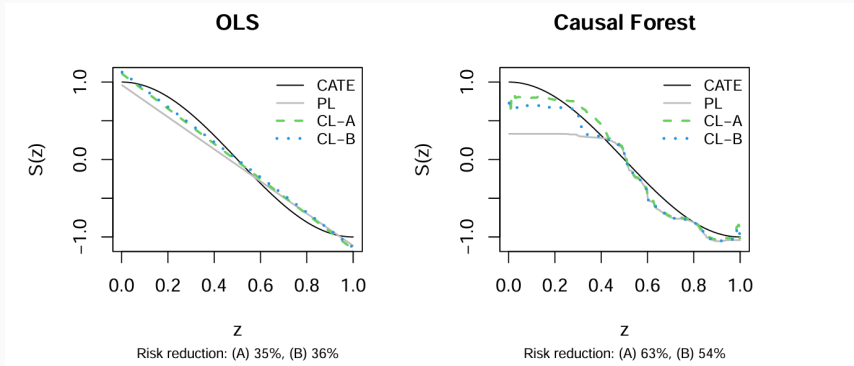 OLS
S(z)
1.0
0.0
−1.0
CATE
PL
CL−A
CL−B
0.0 0.2 0.4 0.6 0.8 1.0
z
Risk reduction: (A) 35%, (B) 36%
Causal Forest
S(z)
1.0
0.0
−1.0
CATE
PL
CL−A
CL−B
0.0 0.2 0.4 0.6 0.8 1.0
z
Risk reduction: (A) 63%, (B) 54%